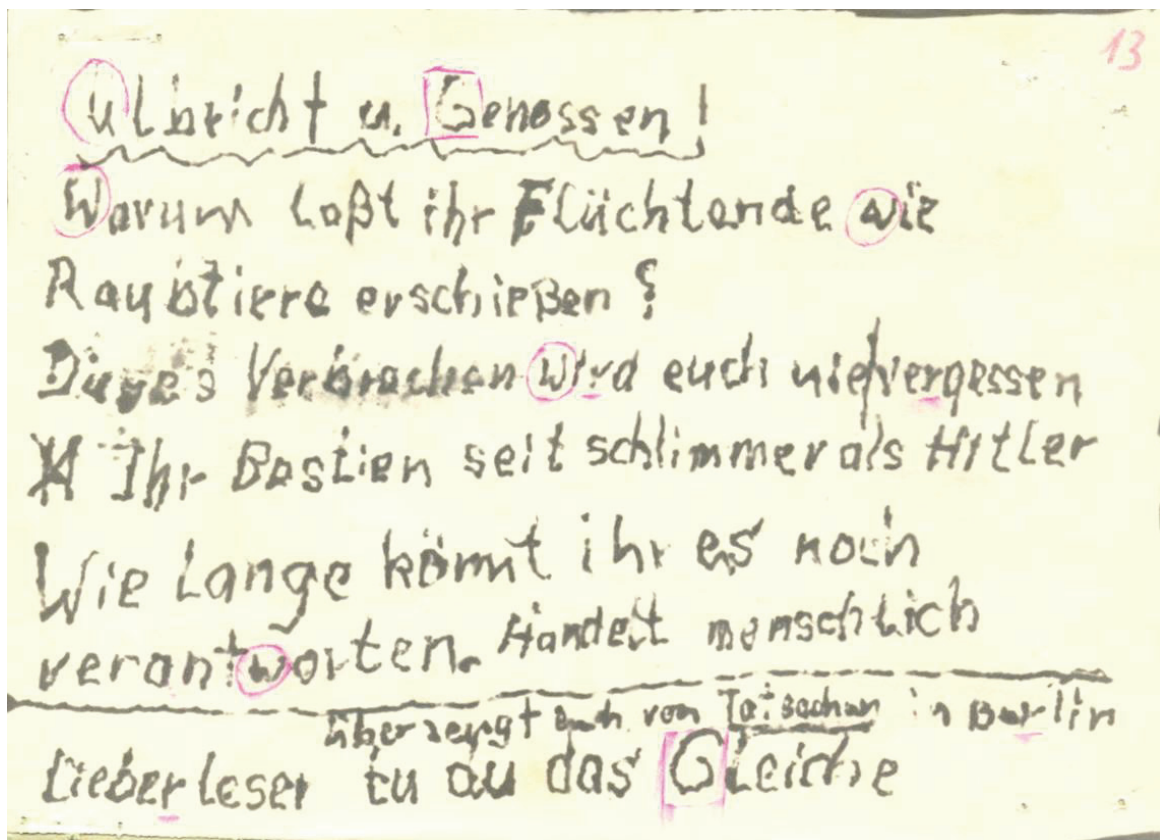 13
Ulbricht u. Genossen!
Warum laßt ihr Flüchtende wie
Raubtiere erschießen?
Dieses Verbrechen wird euch nie vergessen
Ihr Bestien seit schlimmer als Hitler
Wie Lange könnt ihr es noch
verantworten. Handelt menschlich
überzeugt euch von Tatsachen in Berlin
Lieber leser tu du das Gleiche